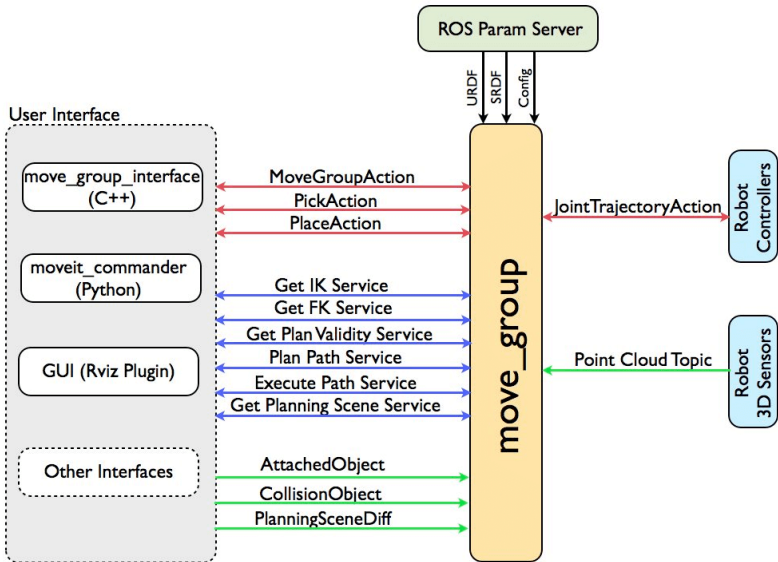 ROS Param Server
URDF
SRDF
Config
User Interface
move_group_interface
(C++)
moveit_commander
(Python)
GUI (Rviz Plugin)
Other Interfaces
MoveGroupAction
PickAction
PlaceAction
Get IK Service
Get FK Service
Get Plan Validity Service
Plan Path Service
Execute Path Service
Get Planning Scene Service
AttachedObject
CollisionObject
PlanningSceneDiff
move_group
JointTrajectoryAction
Robot
Controllers
Point Cloud Topic
Robot
3D Sensors